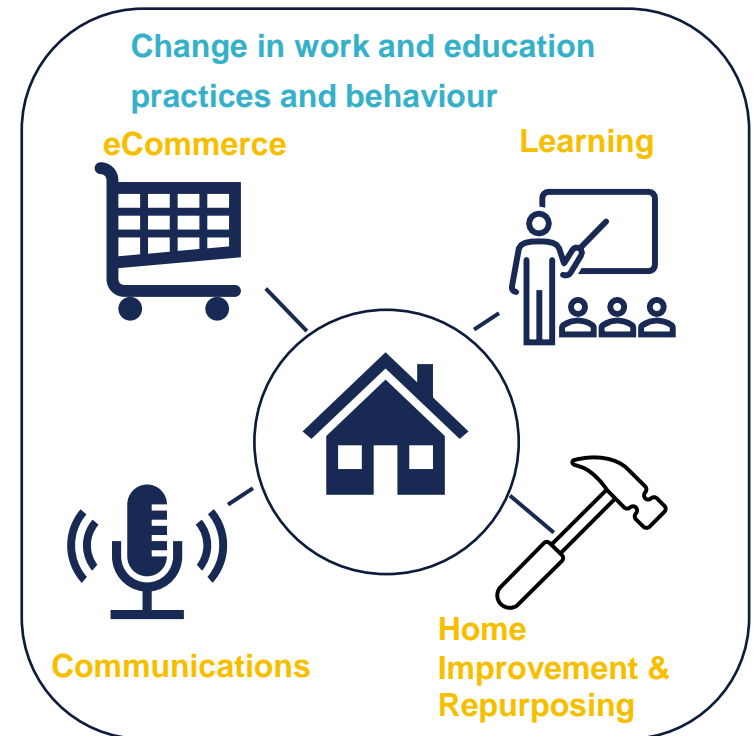 Change in work and education
practices and behaviour
eCommerce
Learning
Communications
Home
Improvement &
Repurposing